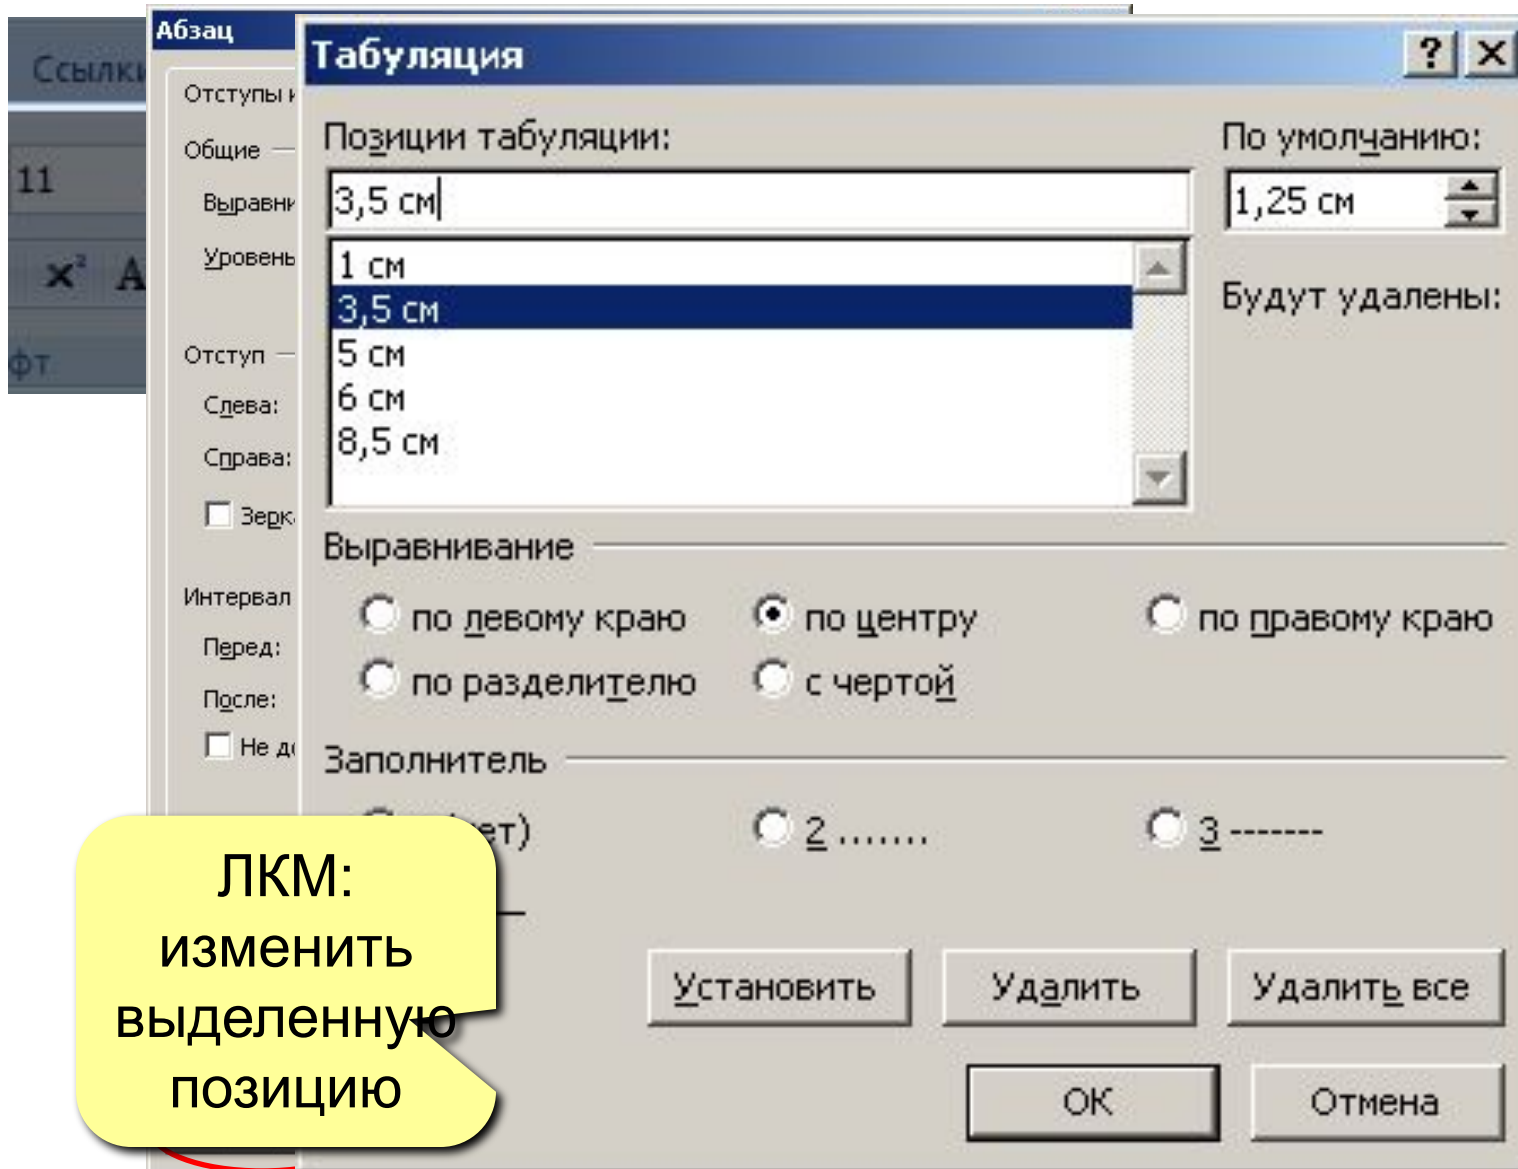 Абзац
Табуляция
Ссылки
Отступы и
Общие
Выравни
Уровень
11
x² A
фт
Отступ
Слева:
Справа:
Зерк
Интервал
Перед:
После:
Не д
Позиции табуляции:
По умолчанию:
3,5 см
1,25 см
1 см
3,5 см
5 см
6 см
8,5 см
Будут удалены:
Выравнивание
по левому краю
по центру
по правому краю
по разделителю
с чертой
Заполнитель
ет)
2 .......
3 -------
ЛКМ:
изменить
выделенную
позицию
Установить
Удалить
Удалить все
ОК
Отмена